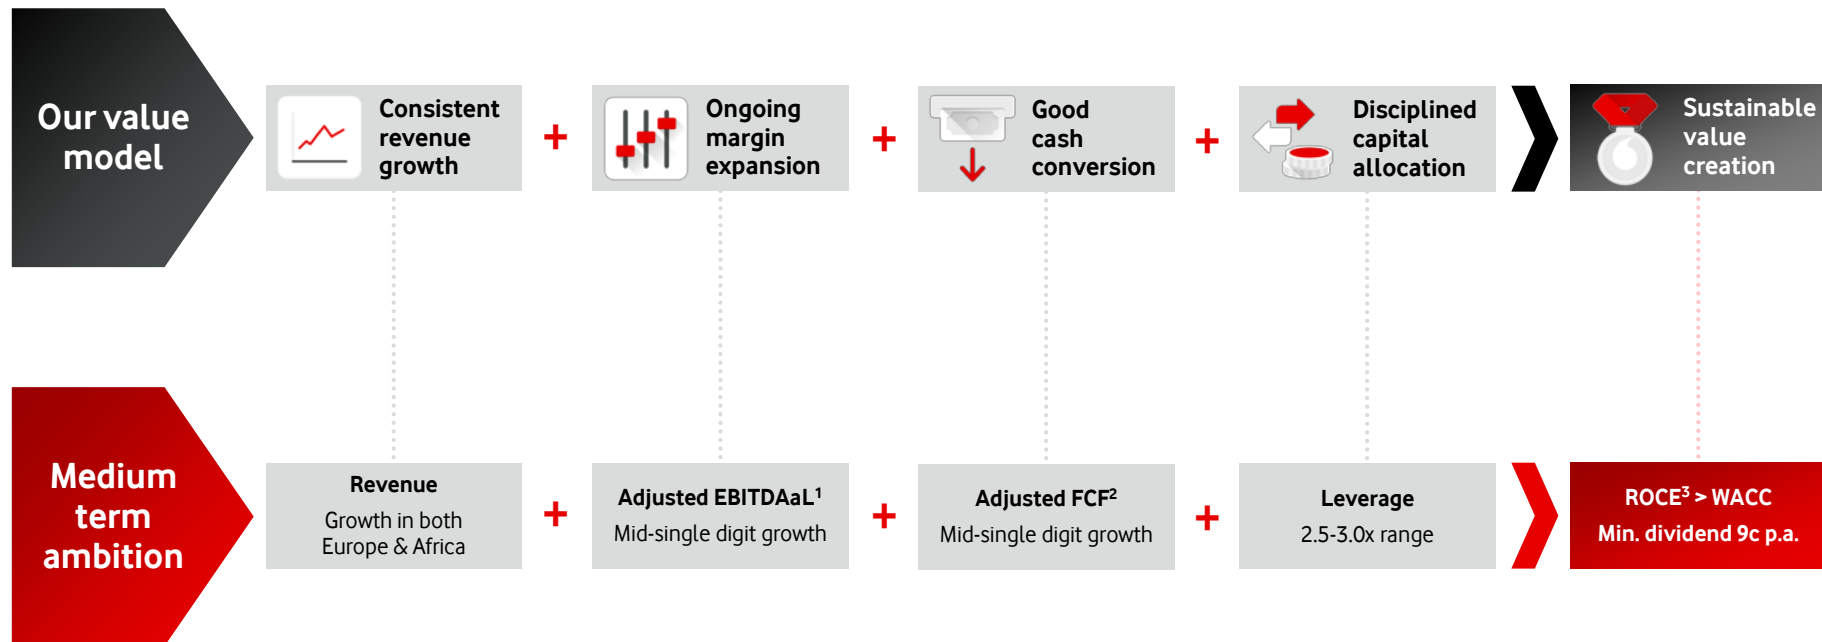 Our value
model
Consistent
revenue
growth
+
Ongoing
margin
expansion
+
Good
cash
conversion
+
Disciplined
capital
allocation
Sustainable
value
creation
Medium
term
ambition
Revenue
Growth in both
Europe & Africa
+
Adjusted EBITDAaL¹
Mid-single digit growth
+
Adjusted FCF²
Mid-single digit growth
+
Leverage
2.5-3.0x range
ROCE³ > WACC
Min. dividend 9c p.a.